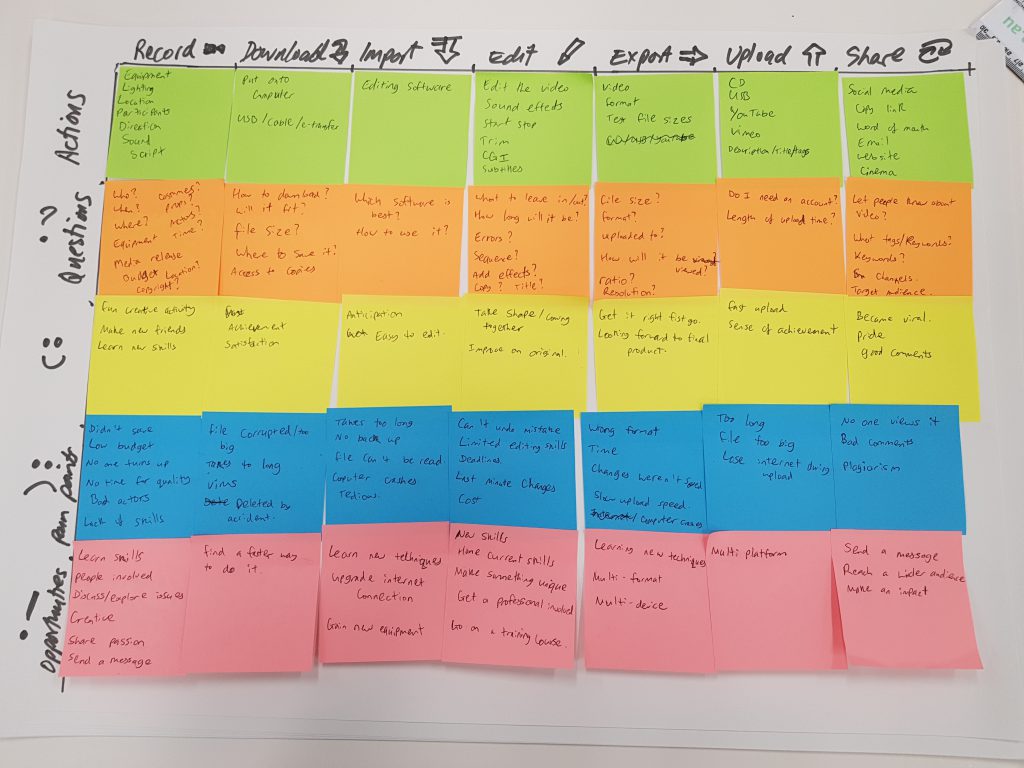 Record
Download
Import
Edit
Export
Upload
Share
Actions
Equipment
Lighting
Location
Participants
Direction
Sound
Script
Put onto
Computer
USB/Cable/e-transfer
Editing software
Edit the video
Sound effects
Start stop
Trim
CGI
Subtitles
Video
Format
Test file sizes
CD
USB
YouTube
Vimeo
Description/titles/tags
Social media
Copy link
Word of mouth
Email
Website
Cinema
Questions
Who? Costumes?
When? Props?
Where? Actors?
Equipment Time?
Media release
Budget Location?
Copyright?
How to download?
Will it fit?
File size?
Where to save it?
Access to copies
Which software is
best?
How to use it?
What to leave in/out?
How long will it be?
Errors?
Sequence?
Add effects?
Copy? Title?
File size?
Format?
Uploaded to?
How will it be
viewed?
ratio?
Resolution?
Do I need an account?
Length of upload time?
Let people know about
video?
What tags/Keywords?
Keywords?
Channels.
Target Audience.
Fun creative activity
Make new friends
Learn new skills
Achievement
Satisfaction
Anticipation
Easy to edit.
Take Shape/Coming
together
Improve on original.
Get it right fist go.
Looking forward to final
product.
Fast upload
Sense of achievement
Became viral.
Pride
Good comments
pain points
Didn't save
Low budget
No one turns up
No time for quality
Bad actors
Lack of skills
File Corrupted/too
big
Takes to long
Virus
Deleted by
accident.
Takes too long
No back up
File can't be read.
Computer crashes
Tedious.
Can't undo mistake
Limited editing skills
Deadlines.
Last minute Changes
Cost
Wrong format
Time
Changes weren't saved
Slow upload speed.
Internet/Computer crashes
Too long
File too big
Lose internet during
upload
No one views it
Bad comments
Plagiarism
Opportunities
Learn skills
people involved
Discuss/explore issues
Creative
Share passion
Send a message
Find a faster way
to do it.
Learn new techniques
Upgrade internet
Connection
Gain new equipment
New skills
Hone current skills
Make something unique
Get a professional involved
Go on a training course.
Learning new techniques
Multi-format
Multi-device
Multi platform
Send a message
Reach a wider audience
Make an impact